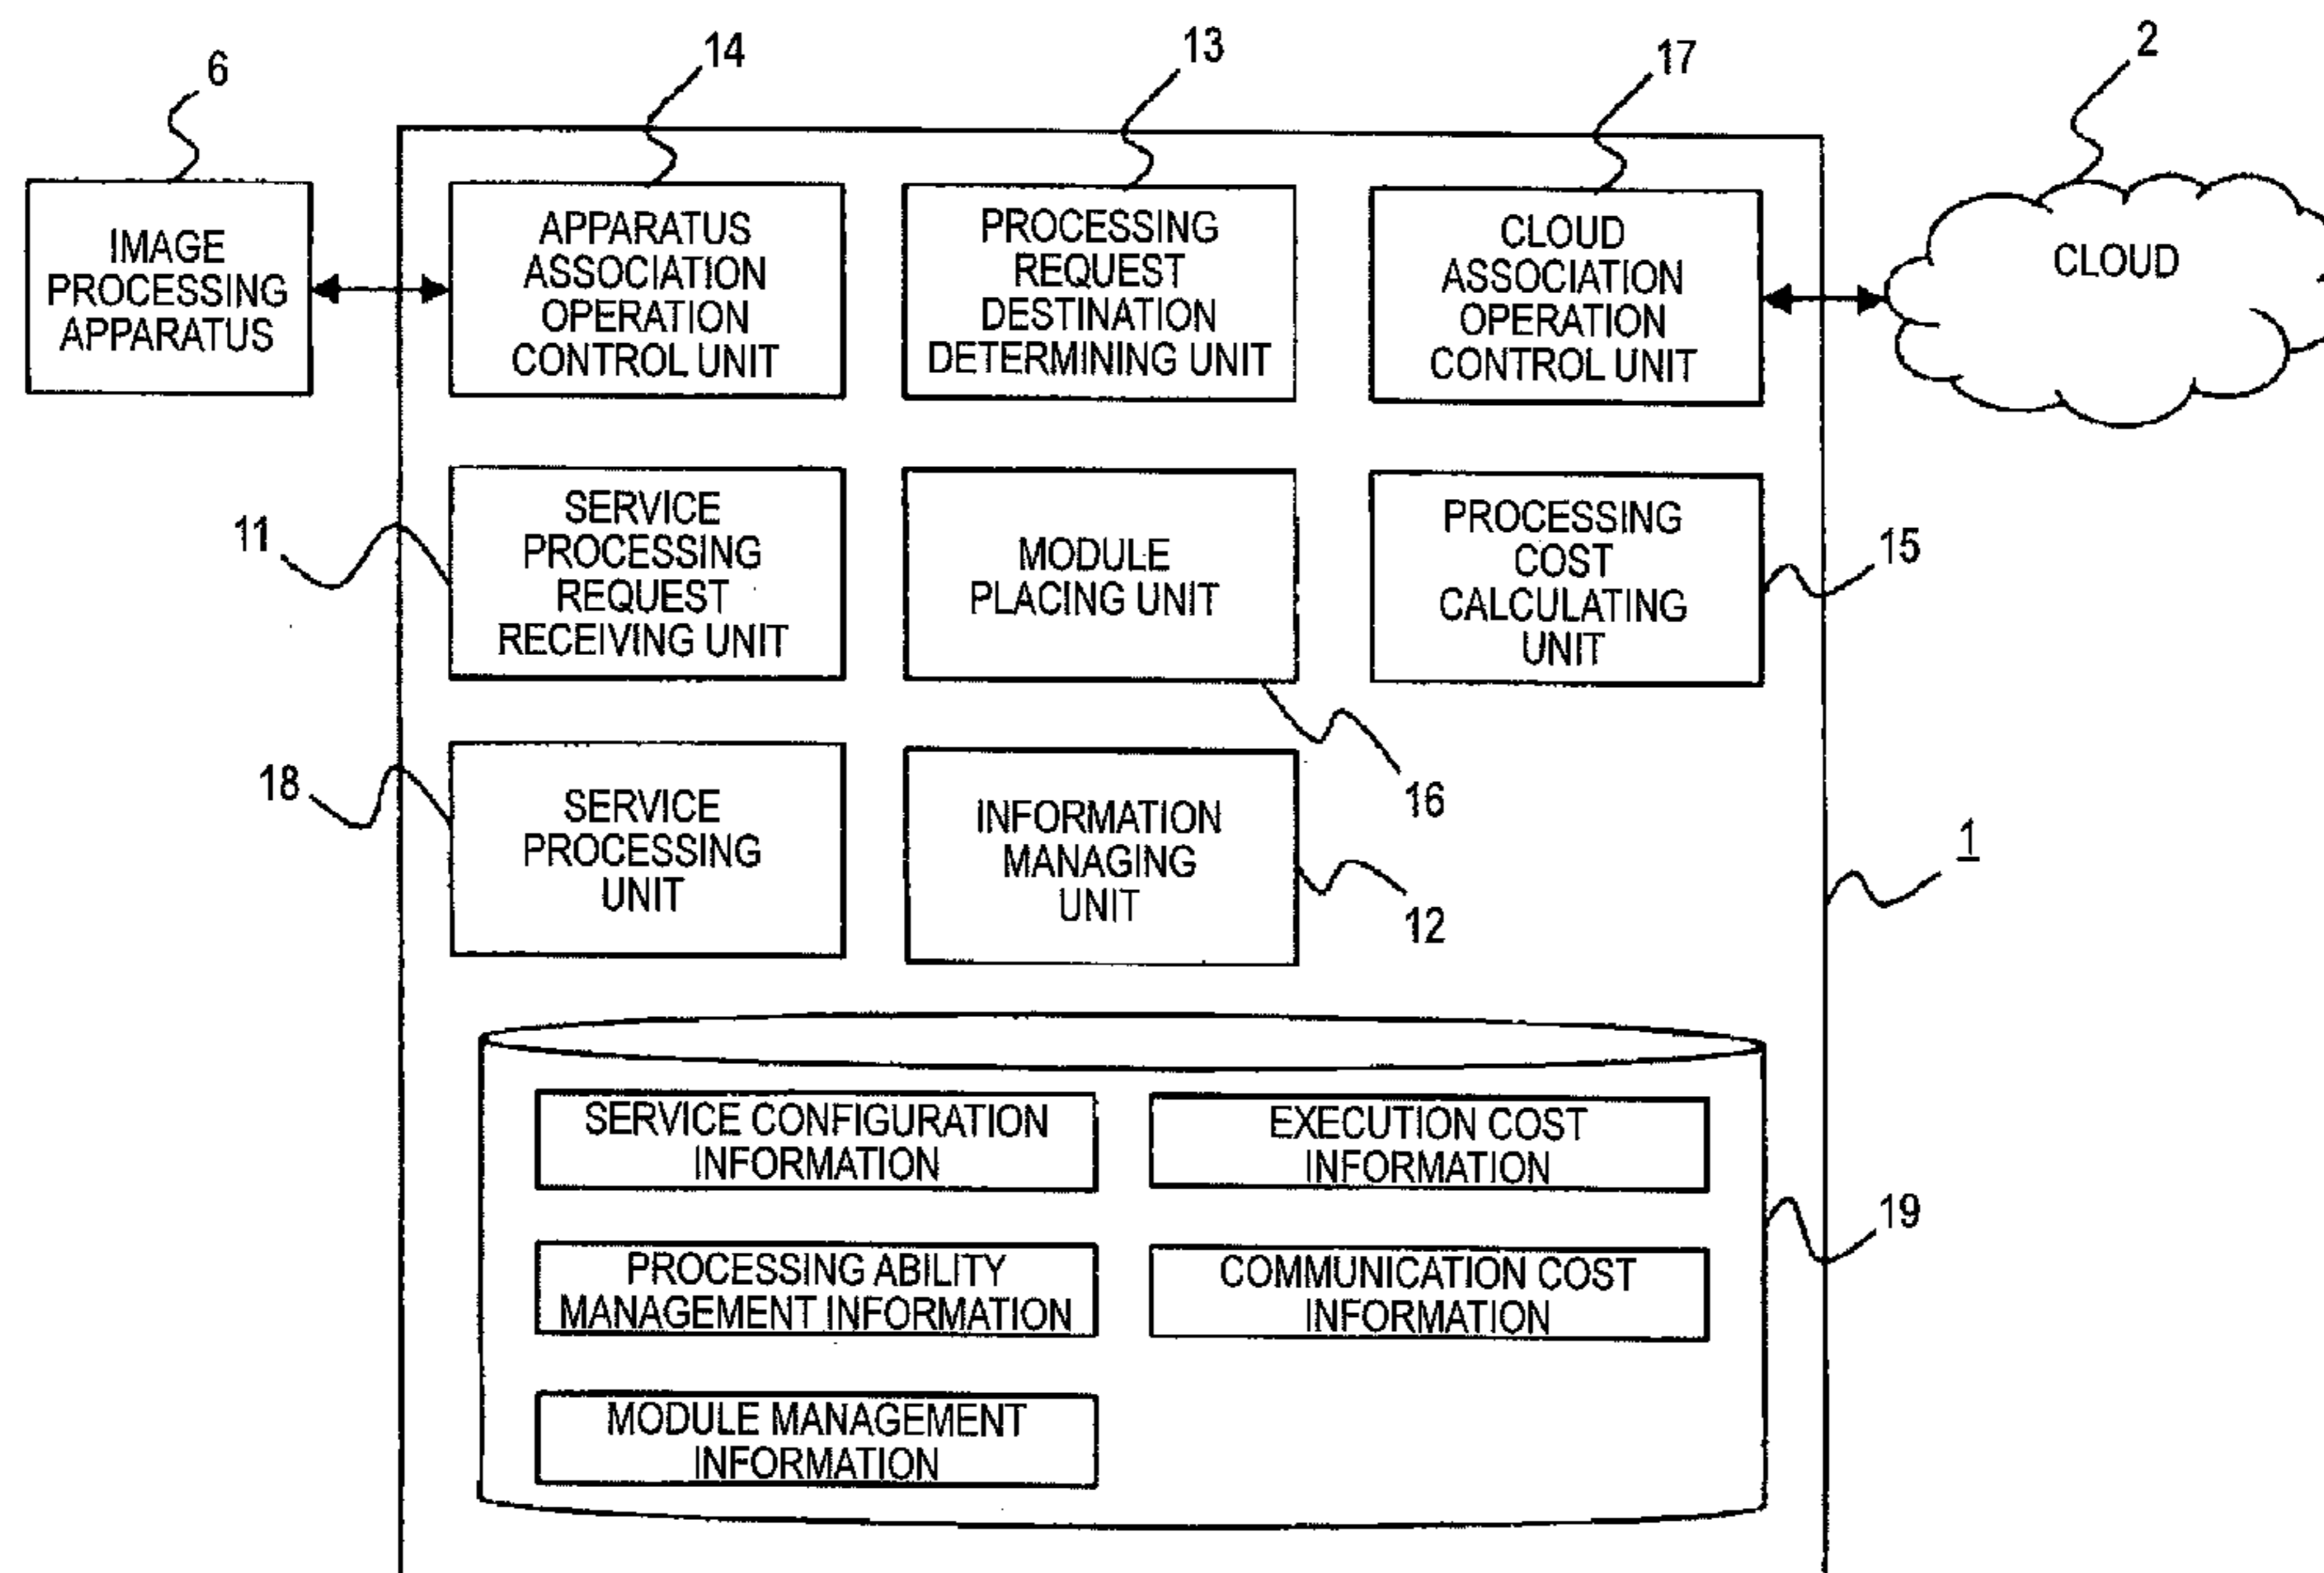 6
14
13
17
2
IMAGE
PROCESSING
APPARATUS
APPARATUS
ASSOCIATION
OPERATION
CONTROL UNIT
PROCESSING
REQUEST
DESTINATION
DETERMINING UNIT
CLOUD
ASSOCIATION
OPERATION
CONTROL UNIT
CLOUD
11
SERVICE
PROCESSING
REQUEST
RECEIVING UNIT
MODULE
PLACING UNIT
PROCESSING
COST
CALCULATING
UNIT
15
18
SERVICE
PROCESSING
UNIT
INFORMATION
MANAGING
UNIT
16
12
1
SERVICE CONFIGURATION
INFORMATION
EXECUTION COST
INFORMATION
19
PROCESSING ABILITY
MANAGEMENT INFORMATION
COMMUNICATION COST
INFORMATION
MODULE MANAGEMENT
INFORMATION